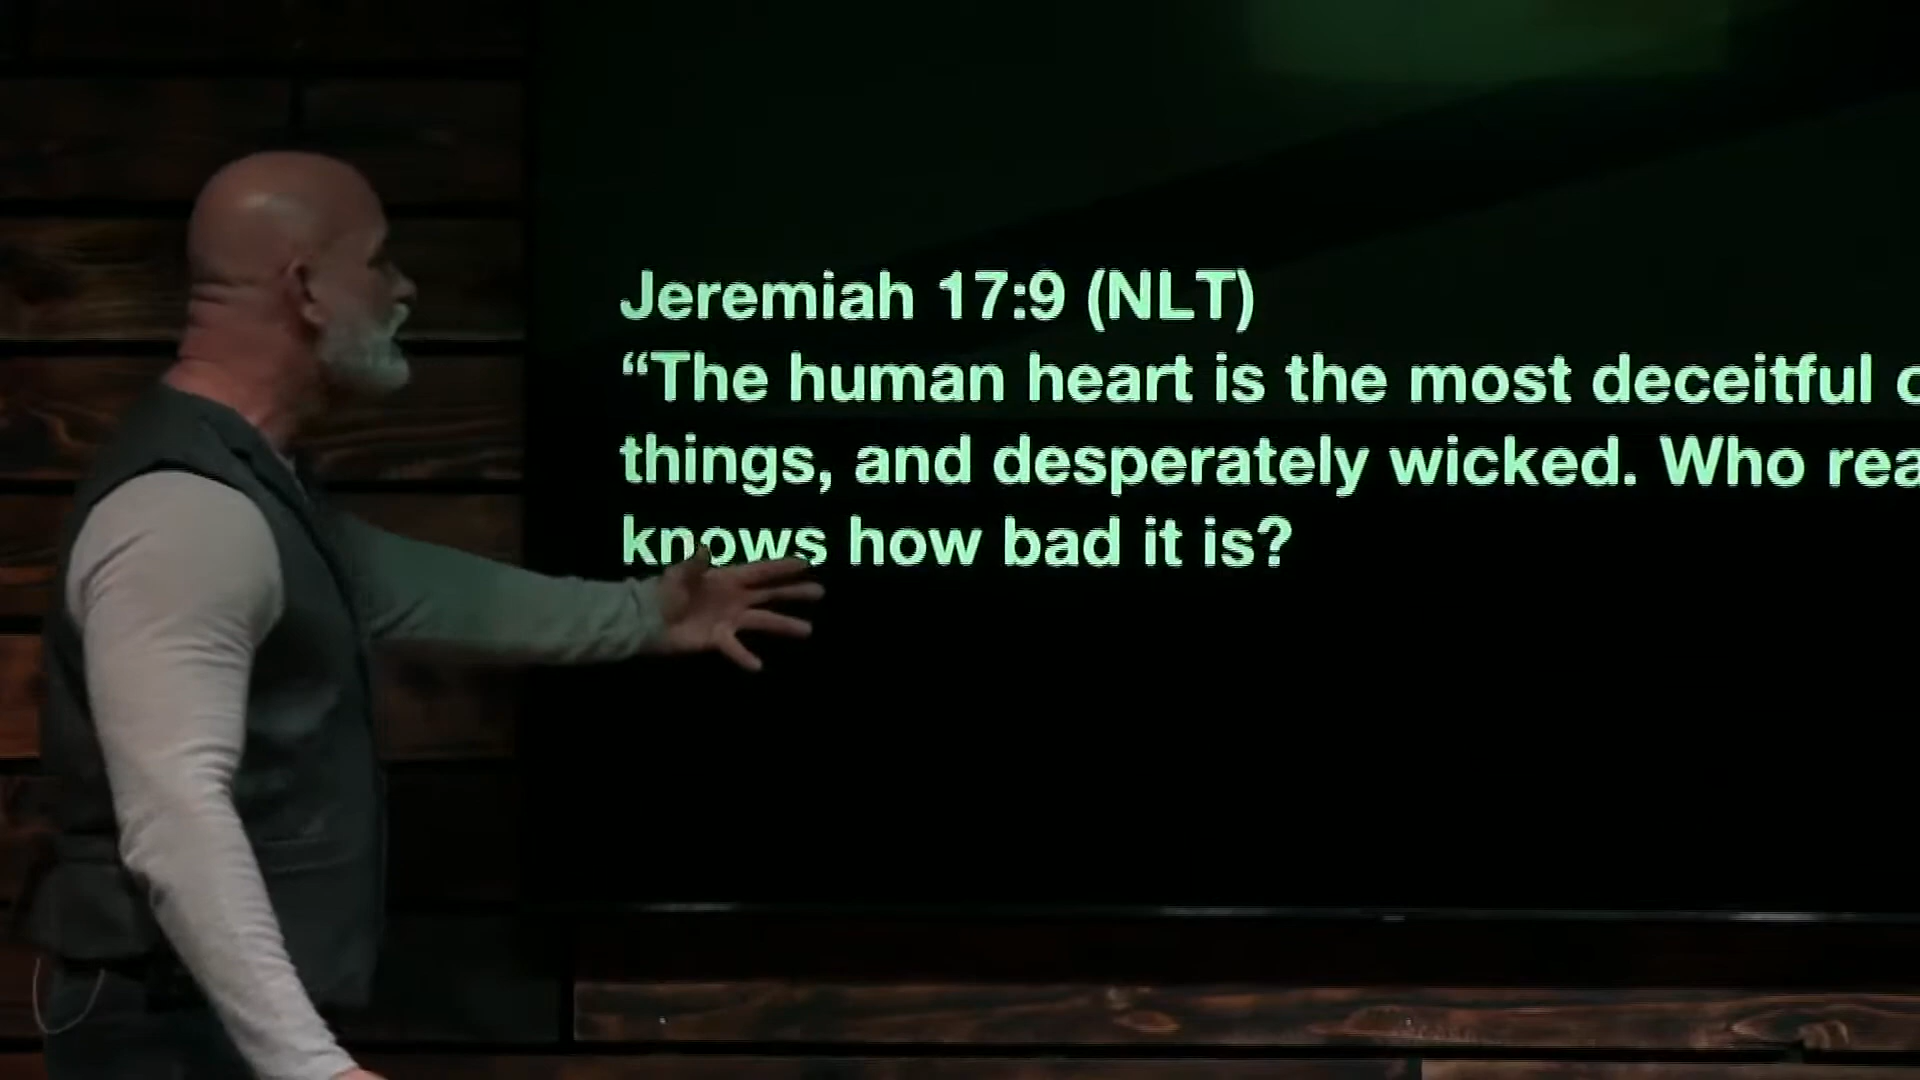 Jeremiah 17:9 (NLT)
“The human heart is the most deceitful
things, and desperately wicked. Who
knows how bad it is?